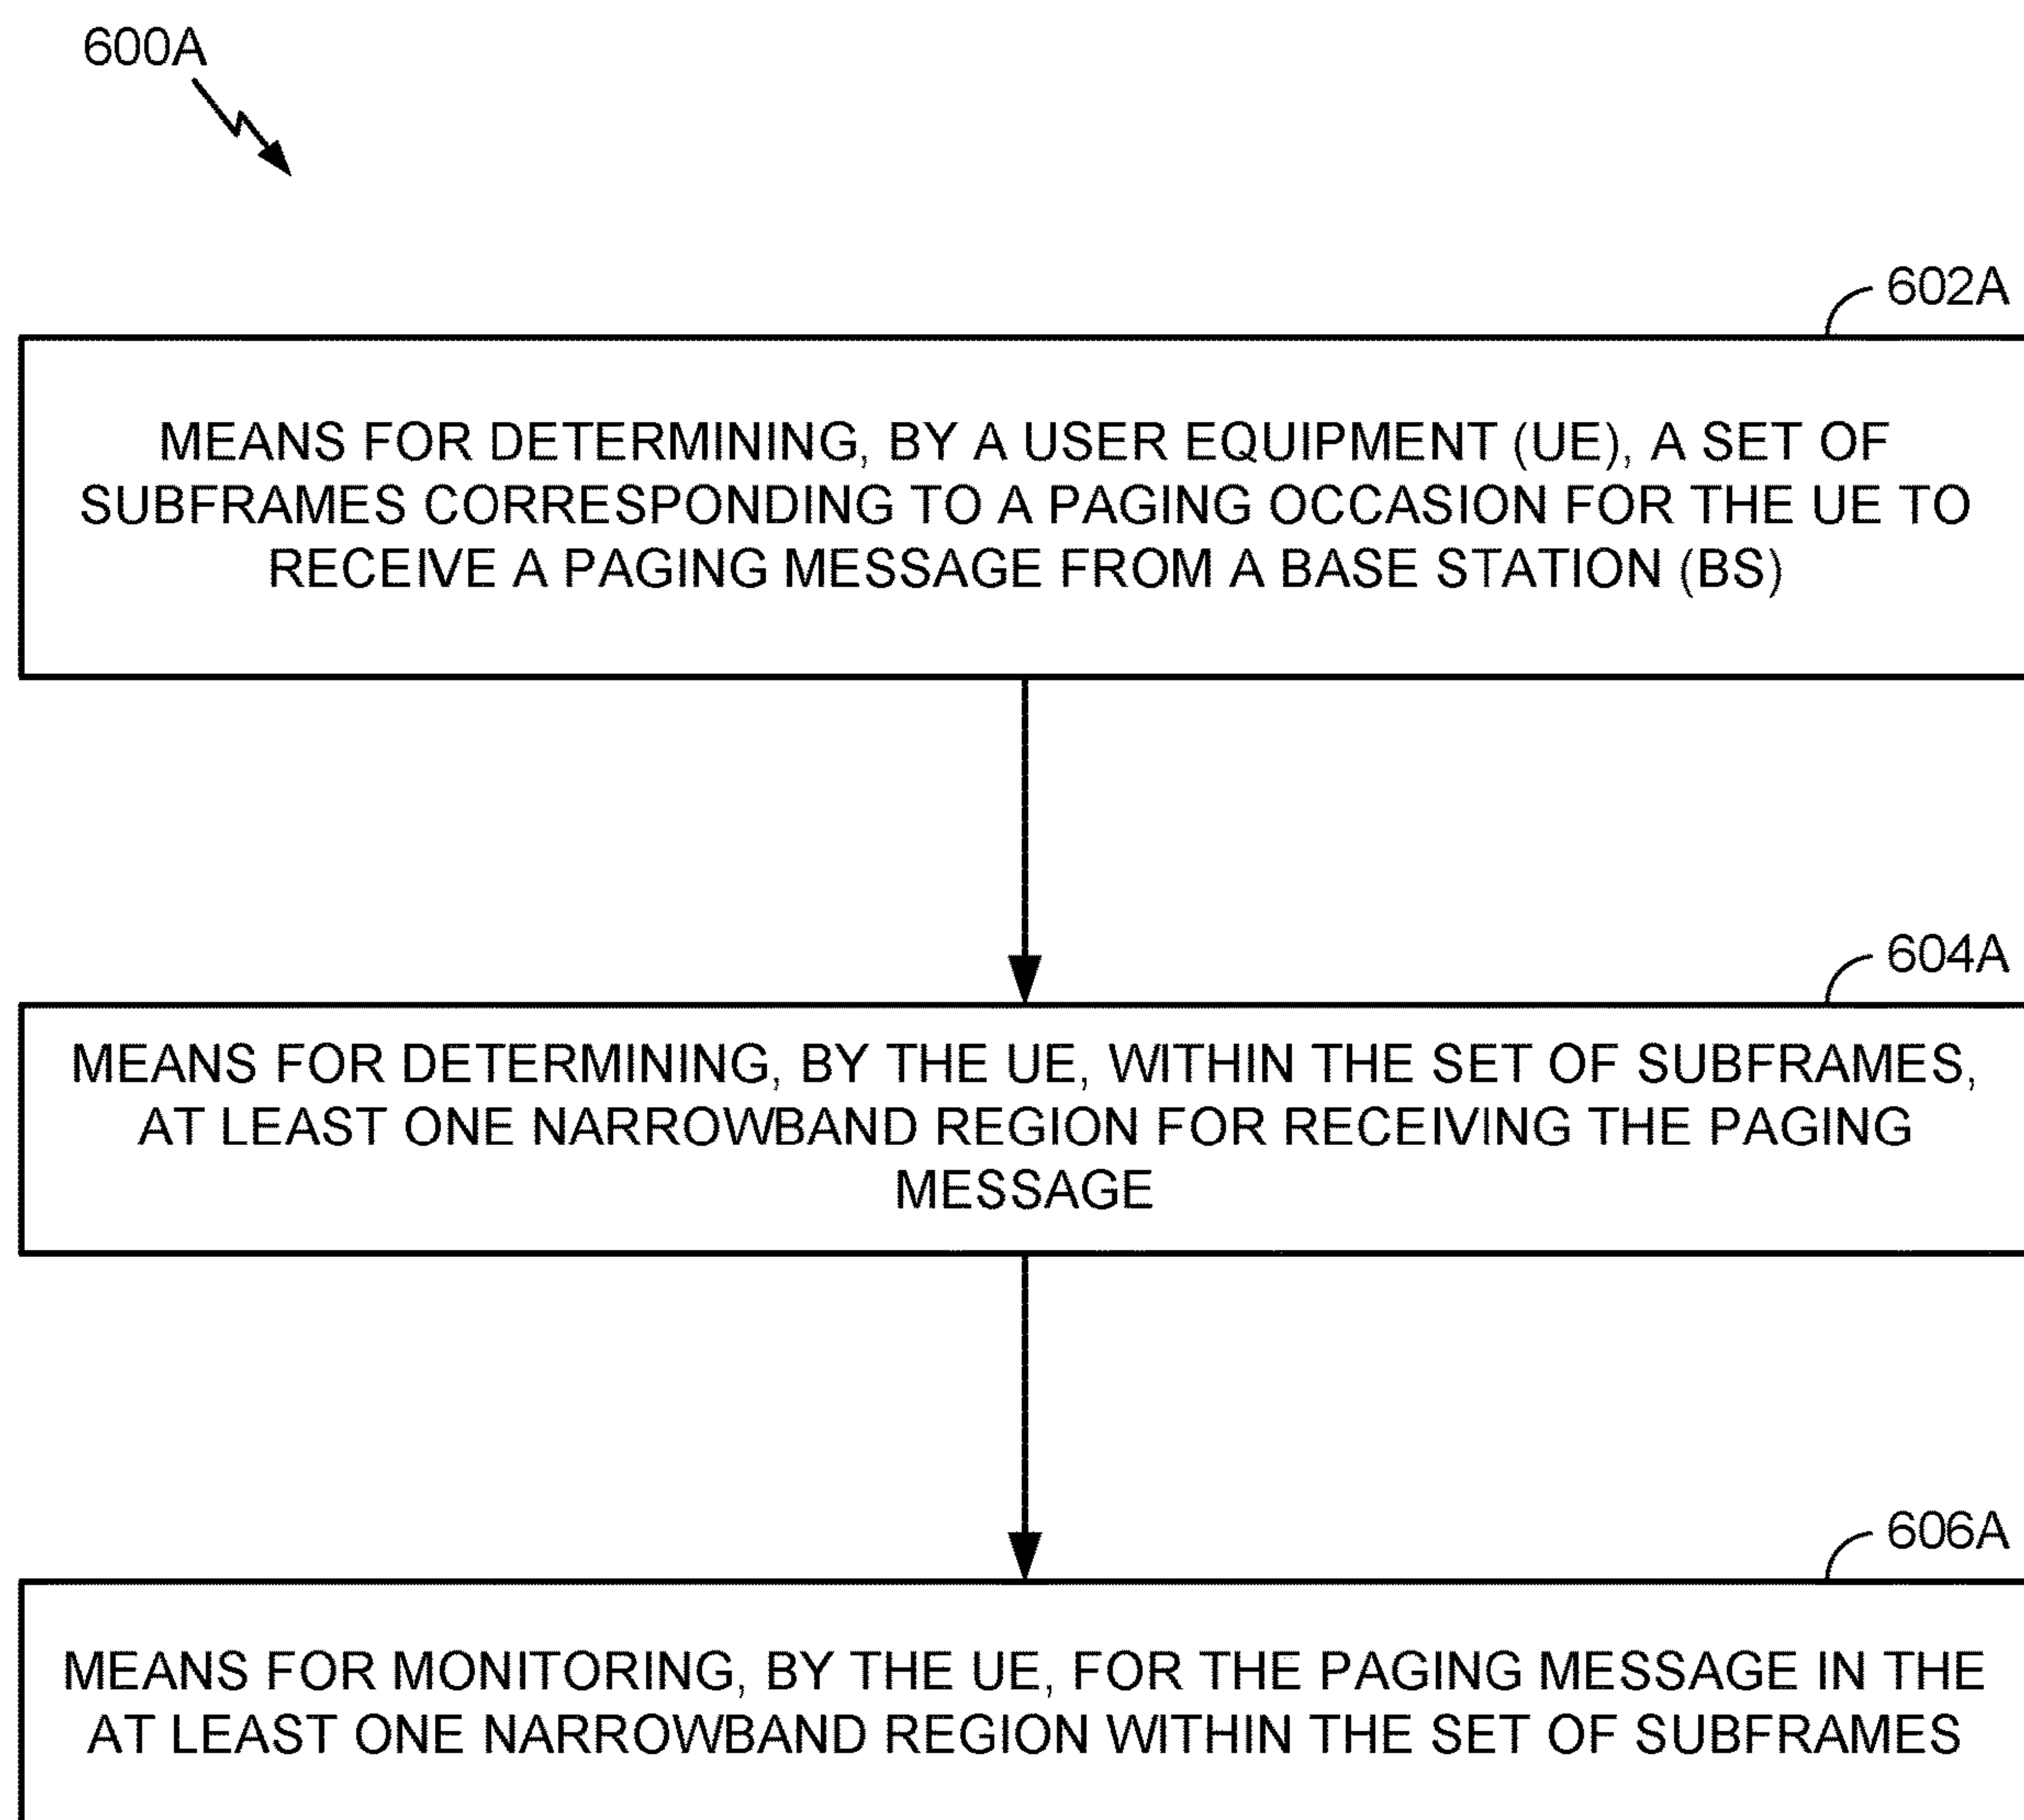 600A
602A
MEANS FOR DETERMINING, BY A USER EQUIPMENT (UE), A SET OF
SUBFRAMES CORRESPONDING TO A PAGING OCCASION FOR THE UE TO
RECEIVE A PAGING MESSAGE FROM A BASE STATION (BS)
604A
MEANS FOR DETERMINING, BY THE UE, WITHIN THE SET OF SUBFRAMES,
AT LEAST ONE NARROWBAND REGION FOR RECEIVING THE PAGING
MESSAGE
606A
MEANS FOR MONITORING, BY THE UE, FOR THE PAGING MESSAGE IN THE
AT LEAST ONE NARROWBAND REGION WITHIN THE SET OF SUBFRAMES